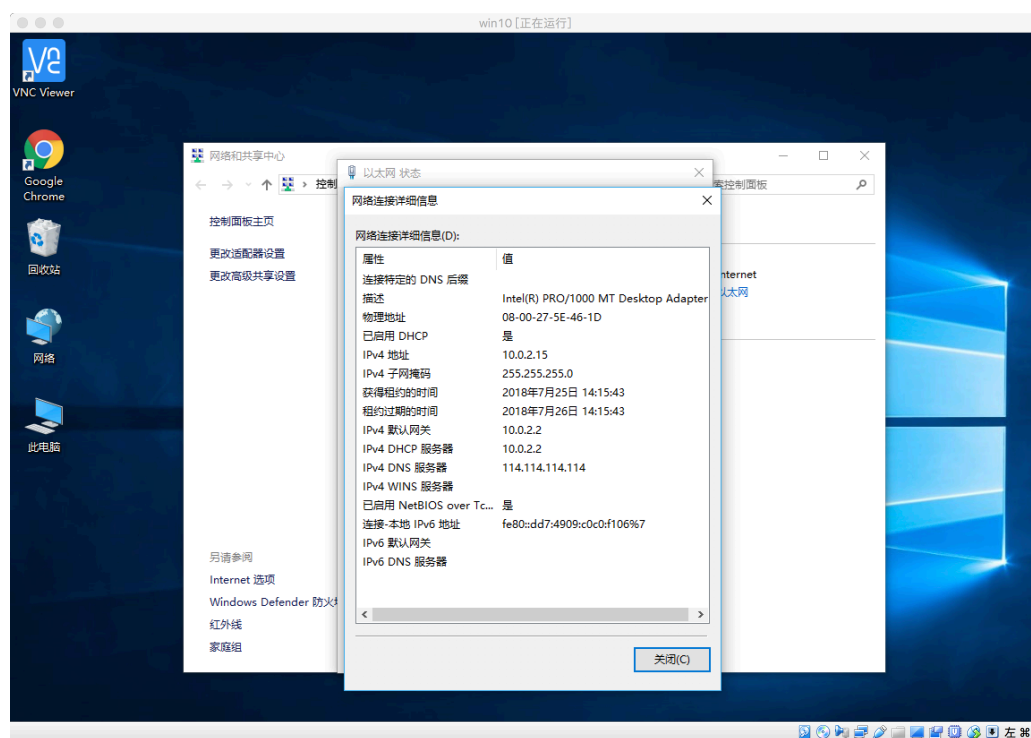 win10 [正在运行]
VNC Viewer
Google
Chrome
回收站
网络
此电脑
网络和共享中心
控制
索控制面板
控制面板主页
更改适配器设置
更改高级共享设置
nternet
以太网
另请参阅
Internet 选项
Windows Defender 防火
红外线
家庭组
以太网 状态
网络连接详细信息
网络连接详细信息(D):
属性 值
连接特定的 DNS 后缀
描述 Intel(R) PRO/1000 MT Desktop Adapter
物理地址 08-00-27-5E-46-1D
已启用 DHCP 是
IPv4 地址 10.0.2.15
IPv4 子网掩码 255.255.255.0
获得租约的时间 2018年7月25日 14:15:43
租约过期的时间 2018年7月26日 14:15:43
IPv4 默认网关 10.0.2.2
IPv4 DHCP 服务器 10.0.2.2
IPv4 DNS 服务器 114.114.114.114
IPv4 WINS 服务器
已启用 NetBIOS over Tc... 是
连接-本地 IPv6 地址 fe80::dd7:4909:c0c0:f106%7
IPv6 默认网关
IPv6 DNS 服务器
关闭(C)
左 ⌘